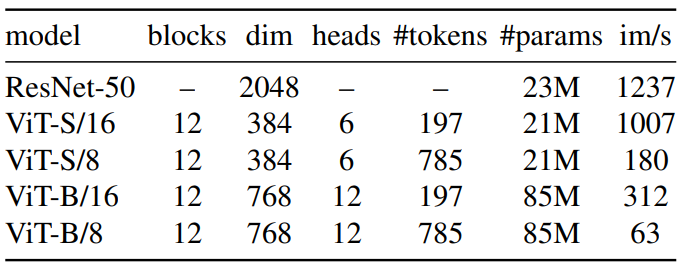 model blocks dim heads #tokens #params im/s
ResNet-50 – 2048 – – 23M 1237
ViT-S/16 12 384 6 197 21M 1007
ViT-S/8 12 384 6 785 21M 180
ViT-B/16 12 768 12 197 85M 312
ViT-B/8 12 768 12 785 85M 63